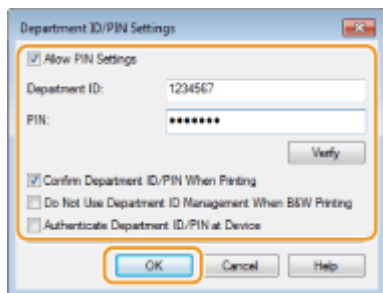 Department ID/PIN Settings
Allow PIN Settings
Department ID: 1234567
PIN: •••••••
Verify
Confirm Department ID/PIN When Printing
Do Not Use Department ID Management When B&W Printing
Authenticate Department ID/PIN at Device
OK Cancel Help